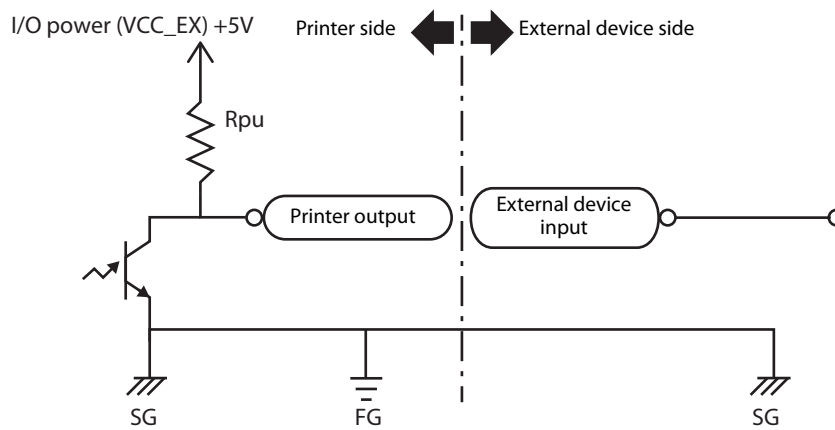 I/O power (VCC_EX) +5V
Printer side
External device side
Rpu
Printer output
External device
input
SG
FG
SG